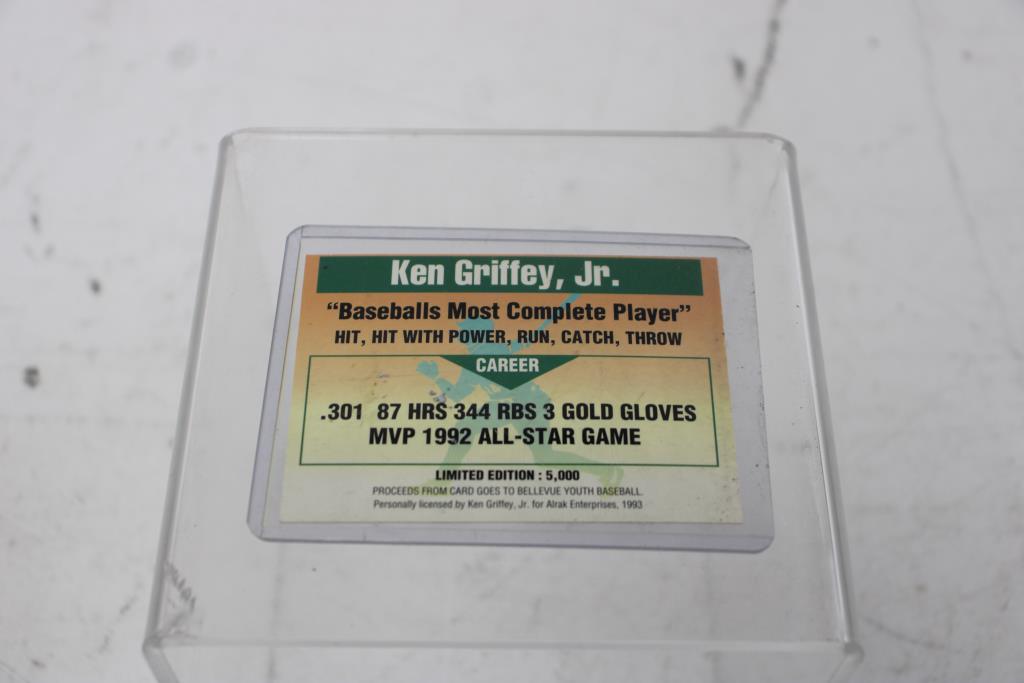 Ken Griffey, Jr.
“Baseballs Most Complete Player”
HIT, HIT WITH POWER, RUN, CATCH, THROW
CAREER
.301 87 HRS 344 RBS 3 GOLD GLOVES
MVP 1992 ALL-STAR GAME
LIMITED EDITION : 5,000
PROCEEDS FROM CARD GOES TO BELLEVUE YOUTH BASEBALL.
Personally licensed by Ken Griffey, Jr. for Alrak Enterprises, 1993